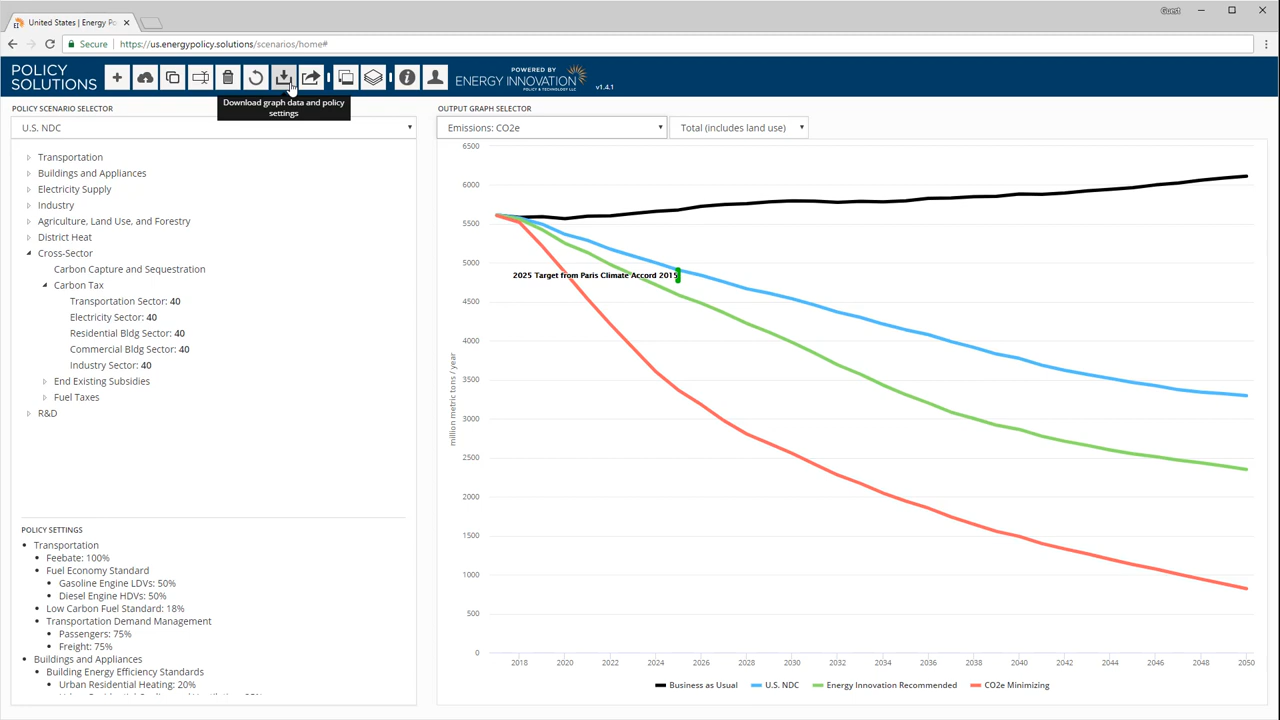 United States | Energy Po
Guest
Secure
https://us.energypolicy.solutions/scenarios/home#
POLICY
SOLUTIONS
POWERED BY
ENERGY INNOVATION
POLICY & TECHNOLOGY LLC
v1.4.1
Download graph data and policy
settings
POLICY SCENARIO SELECTOR
U.S. NDC
Transportation
Buildings and Appliances
Electricity Supply
Industry
Agriculture, Land Use, and Forestry
District Heat
Cross-Sector
Carbon Capture and Sequestration
Carbon Tax
Transportation Sector: 40
Electricity Sector: 40
Residential Bldg Sector: 40
Commercial Bldg Sector: 40
Industry Sector: 40
End Existing Subsidies
Fuel Taxes
R&D
POLICY SETTINGS
Transportation
Feebate: 100%
Fuel Economy Standard
Gasoline Engine LDVs: 50%
Diesel Engine HDVs: 50%
Low Carbon Fuel Standard: 18%
Transportation Demand Management
Passengers: 75%
Freight: 75%
Buildings and Appliances
Building Energy Efficiency Standards
Urban Residential Heating: 20%
OUTPUT GRAPH SELECTOR
Emissions: CO2e
Total (includes land use)
6500
6000
5500
5000
4500
4000
3500
3000
2500
2000
1500
1000
500
0
million metric tons / year
2025 Target from Paris Climate Accord 2015
2018 2020 2022 2024 2026 2028 2030 2032 2034 2036 2038 2040 2042 2044 2046 2048 2050
Business as Usual U.S. NDC Energy Innovation Recommended CO2e Minimizing